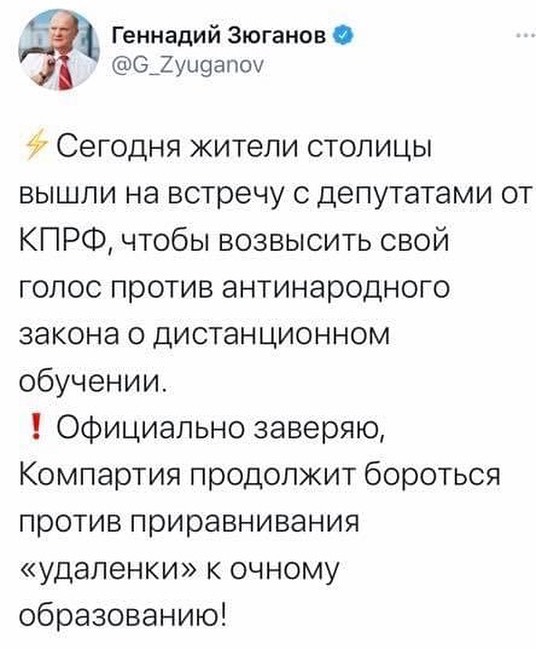 Геннадий Зюганов
@G_Zyuganov
⚡Сегодня жители столицы
вышли на встречу с депутатами от
КПРФ, чтобы возвысить свой
голос против антинародного
закона о дистанционном
обучении.
❗Официально заверяю,
Компартия продолжит бороться
против приравнивания
«удаленки» к очному
образованию!